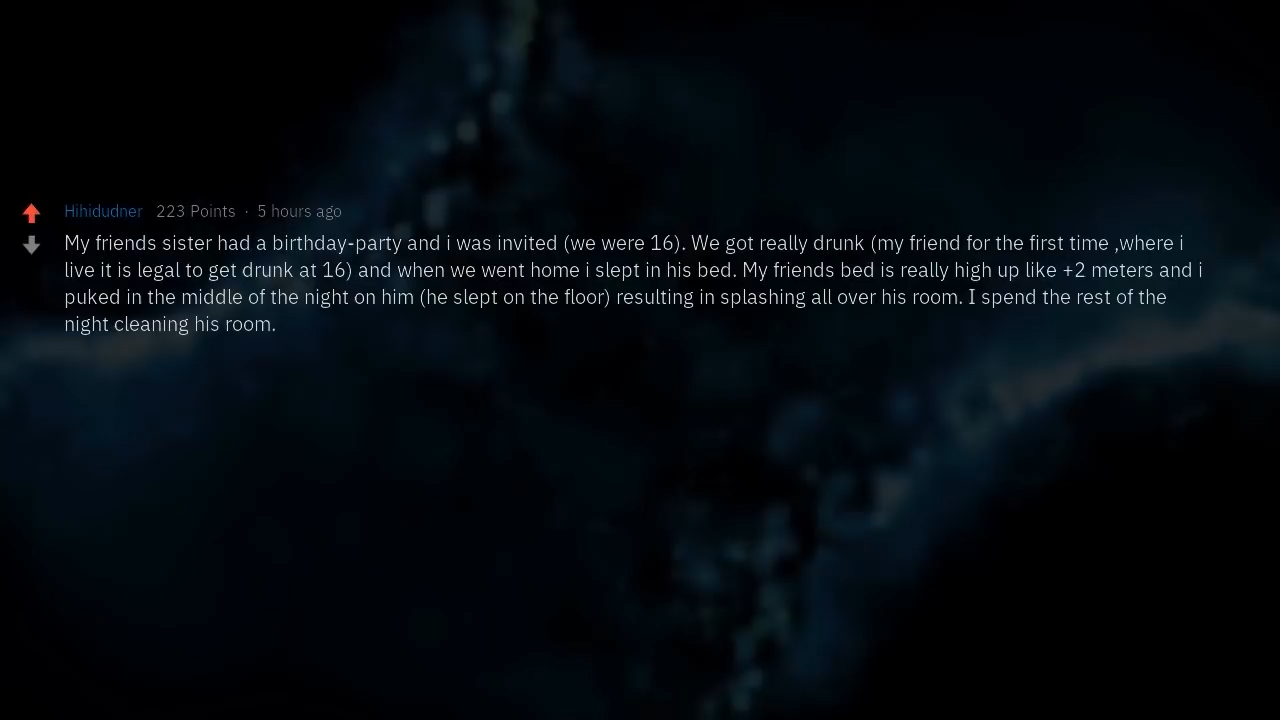 Hihidudner 223 Points · 5 hours ago
My friends sister had a birthday-party and i was invited (we were 16). We got really drunk (my friend for the first time ,where i
live it is legal to get drunk at 16) and when we went home i slept in his bed. My friends bed is really high up like +2 meters and i
puked in the middle of the night on him (he slept on the floor) resulting in splashing all over his room. I spend the rest of the
night cleaning his room.